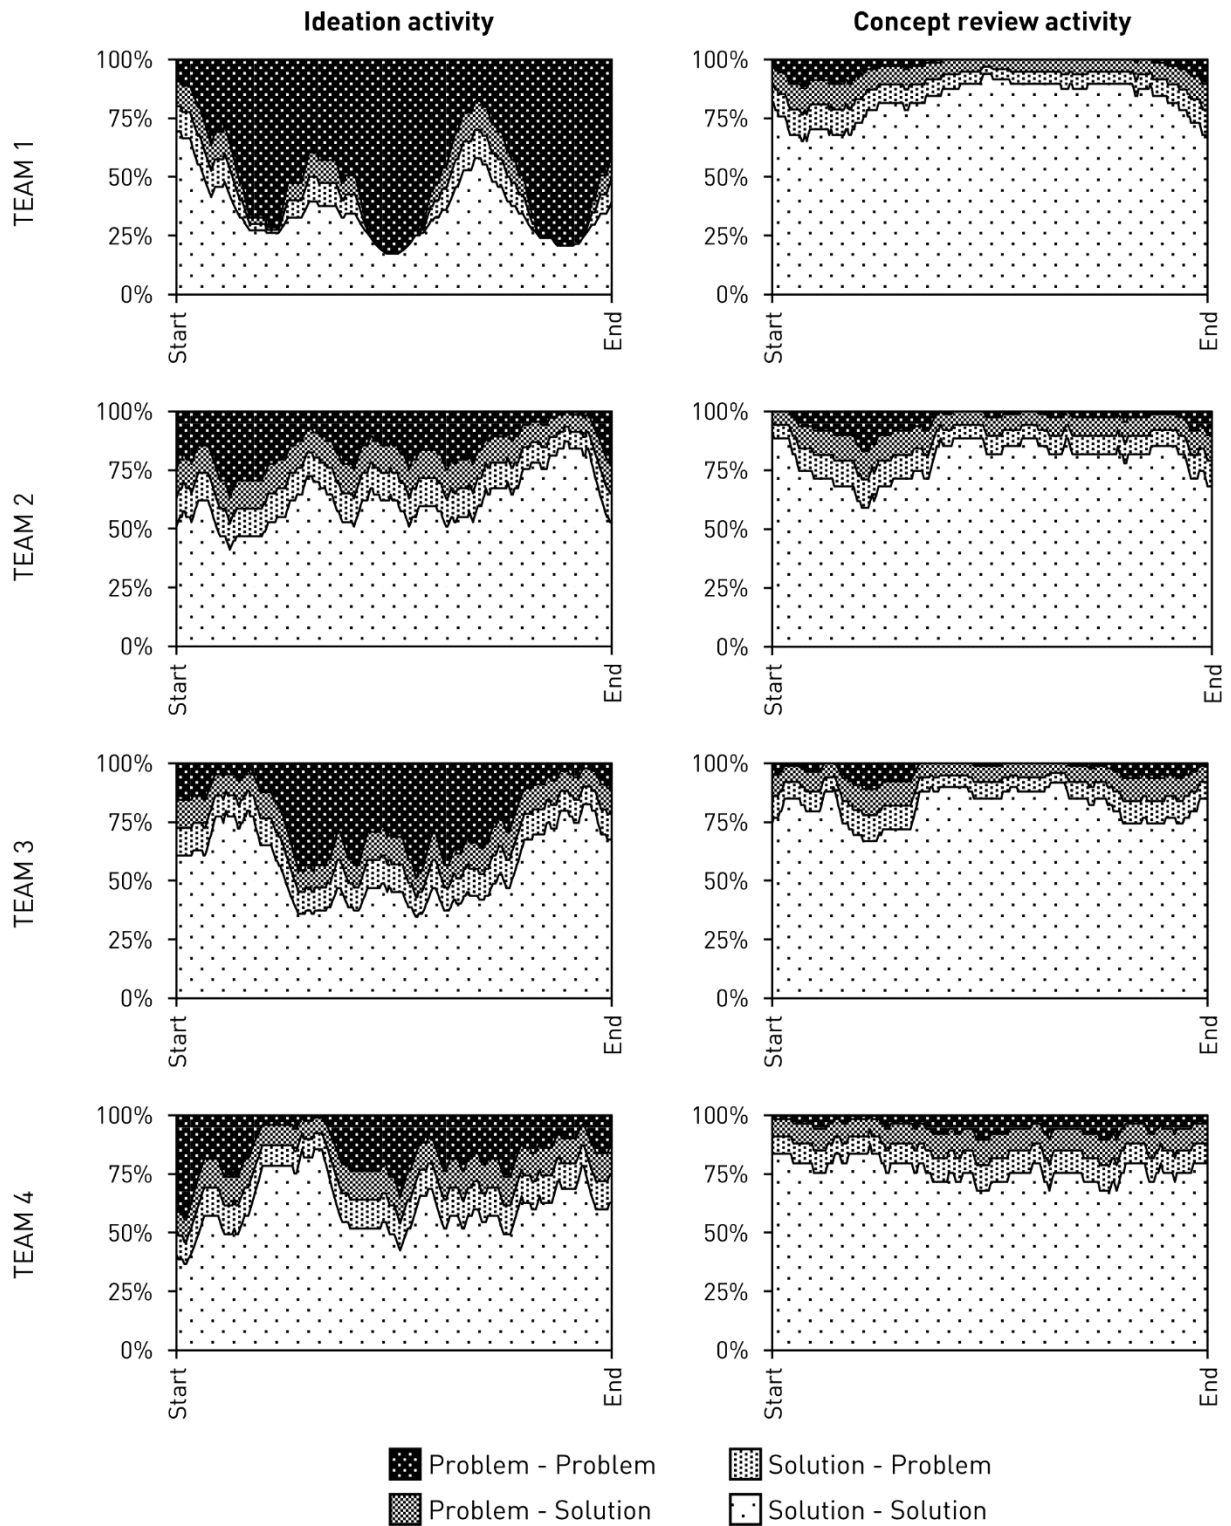 Ideation activity
Concept review activity
TEAM 1
100%
75%
50%
25%
0%
Start
End
100%
75%
50%
25%
0%
Start
End
TEAM 2
100%
75%
50%
25%
0%
Start
End
100%
75%
50%
25%
0%
Start
End
TEAM 3
100%
75%
50%
25%
0%
Start
End
100%
75%
50%
25%
0%
Start
End
TEAM 4
100%
75%
50%
25%
0%
Start
End
100%
75%
50%
25%
0%
Start
End
Problem - Problem
Solution - Problem
Problem - Solution
Solution - Solution